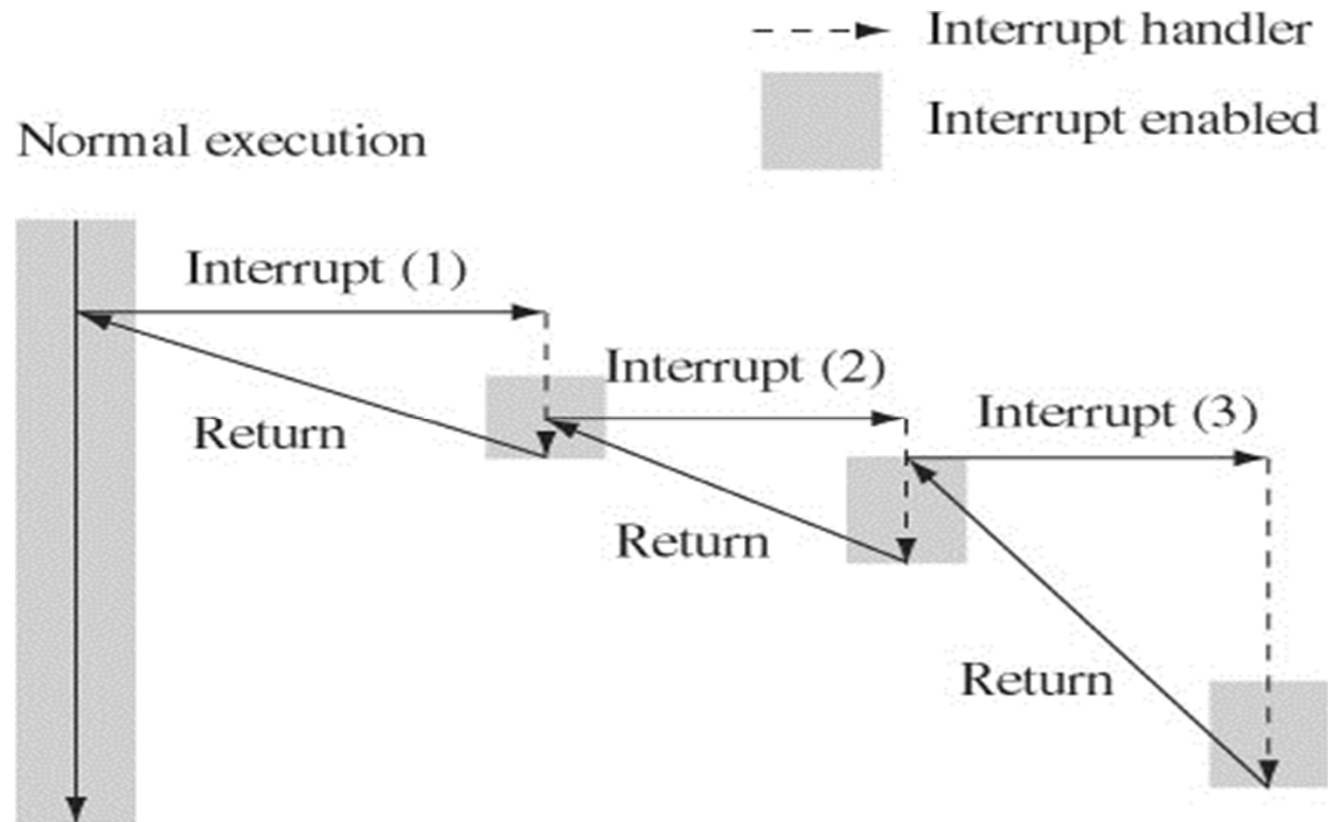 Interrupt handler
Interrupt enabled
Normal execution
Interrupt (1)
Interrupt (2)
Interrupt (3)
Return
Return
Return